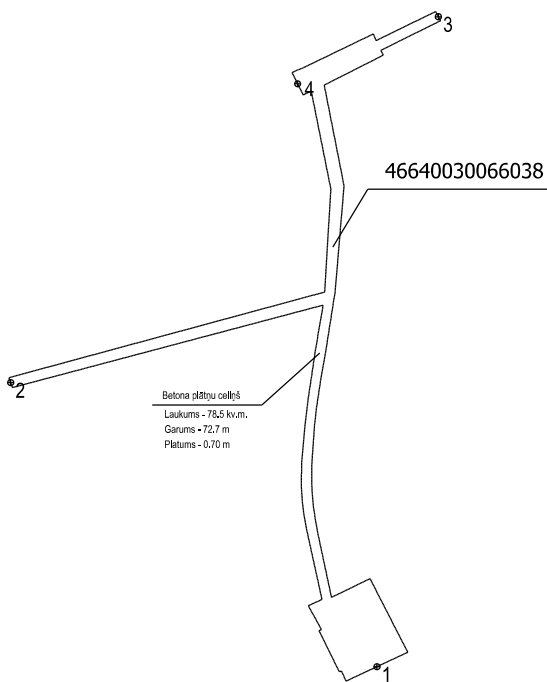 3
4
46640030066038
2
Betona plātņu celiņš
Laukums - 78.5 kv.m.
Garums - 72.7 m
Platums - 0.70 m
1